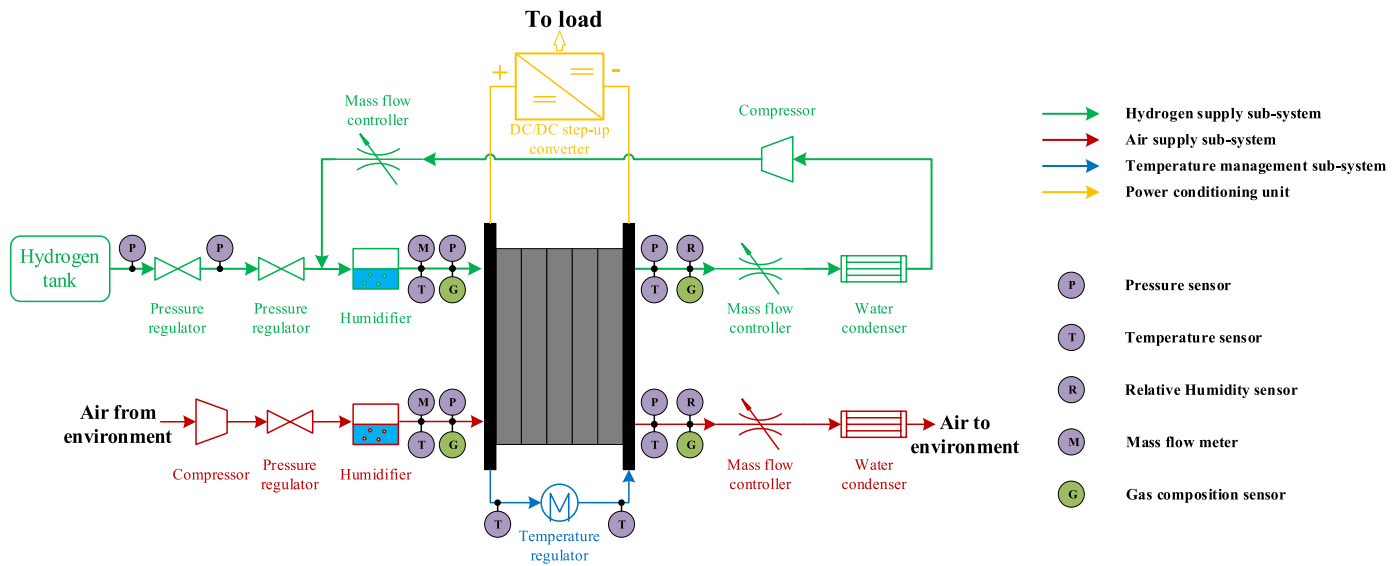 To load
+
-
DC/DC step-up
converter
Mass flow
controller
Compressor
Hydrogen
tank
P
P
Pressure
regulator
Pressure
regulator
Humidifier
M
P
T
G
P
R
T
G
Mass flow
controller
Water
condenser
Air from
environment
Compressor
Pressure
regulator
Humidifier
M
P
T
G
P
R
T
G
Mass flow
controller
Water
condenser
Air to
environment
T
M
T
Temperature
regulator
Hydrogen supply sub-system
Air supply sub-system
Temperature management sub-system
Power conditioning unit
P
Pressure sensor
T
Temperature sensor
R
Relative Humidity sensor
M
Mass flow meter
G
Gas composition sensor